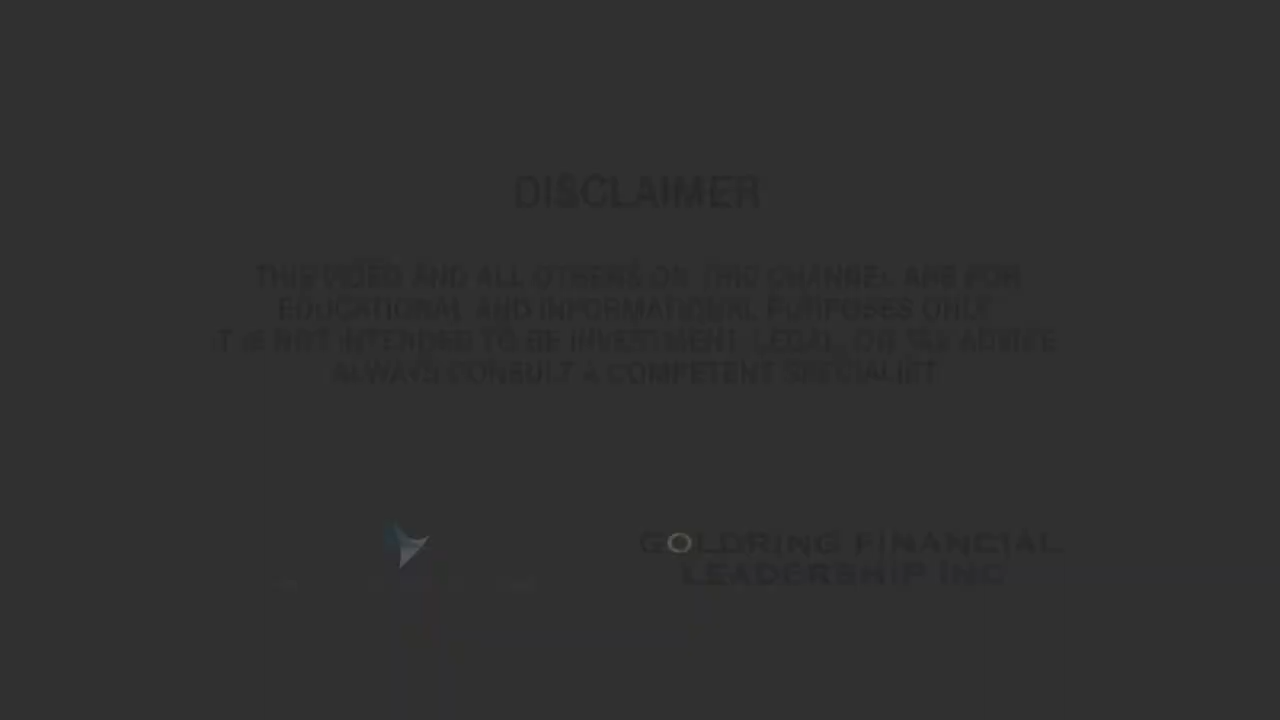 DISCLAIMER
THIS VIDEO AND ALL OTHERS ON THIS CHANNEL ARE FOR
EDUCATIONAL AND INFORMATIONAL PURPOSES ONLY
IT IS NOT INTENDED TO BE INVESTMENT, LEGAL, OR TAX ADVICE
ALWAYS CONSULT A COMPETENT SPECIALIST
GOLDRING FINANCIAL
LEADERSHIP INC